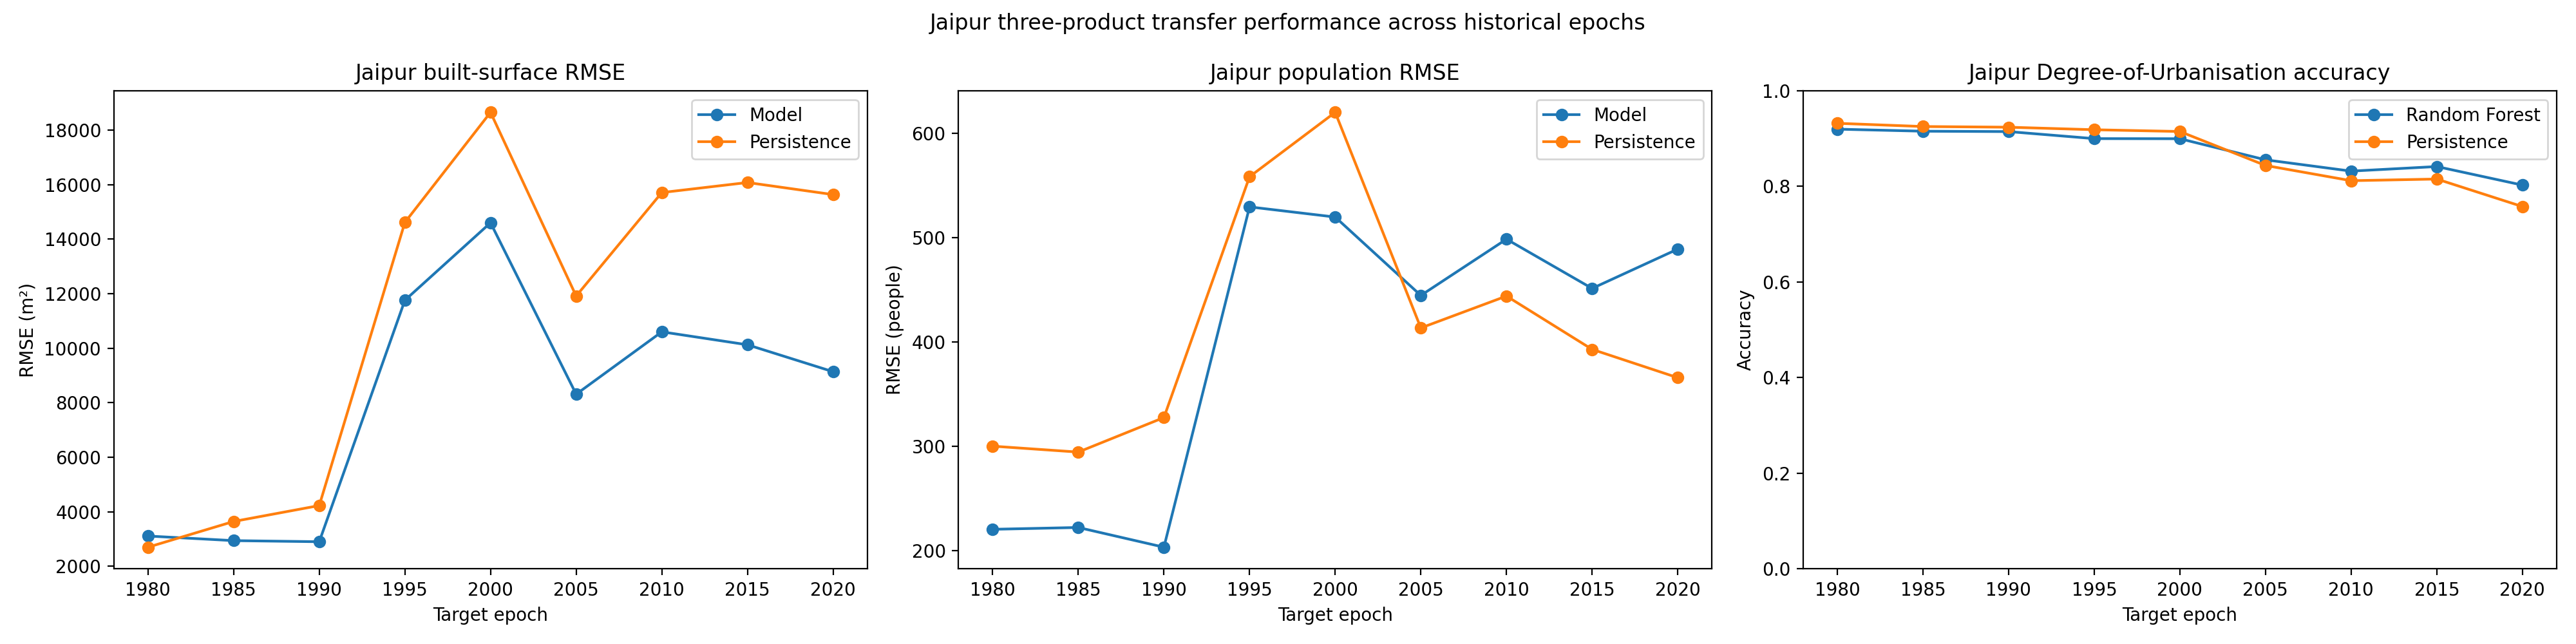 Jaipur three-product transfer performance across historical epochs
Jaipur built-surface RMSE
RMSE (m²)
18000
16000
14000
12000
10000
8000
6000
4000
2000
Model
Persistence
1980 1985 1990 1995 2000 2005 2010 2015 2020
Target epoch
Jaipur population RMSE
RMSE (people)
600
500
400
300
200
Model
Persistence
1980 1985 1990 1995 2000 2005 2010 2015 2020
Target epoch
Jaipur Degree-of-Urbanisation accuracy
Accuracy
1.0
0.8
0.6
0.4
0.2
0.0
Random Forest
Persistence
1980 1985 1990 1995 2000 2005 2010 2015 2020
Target epoch